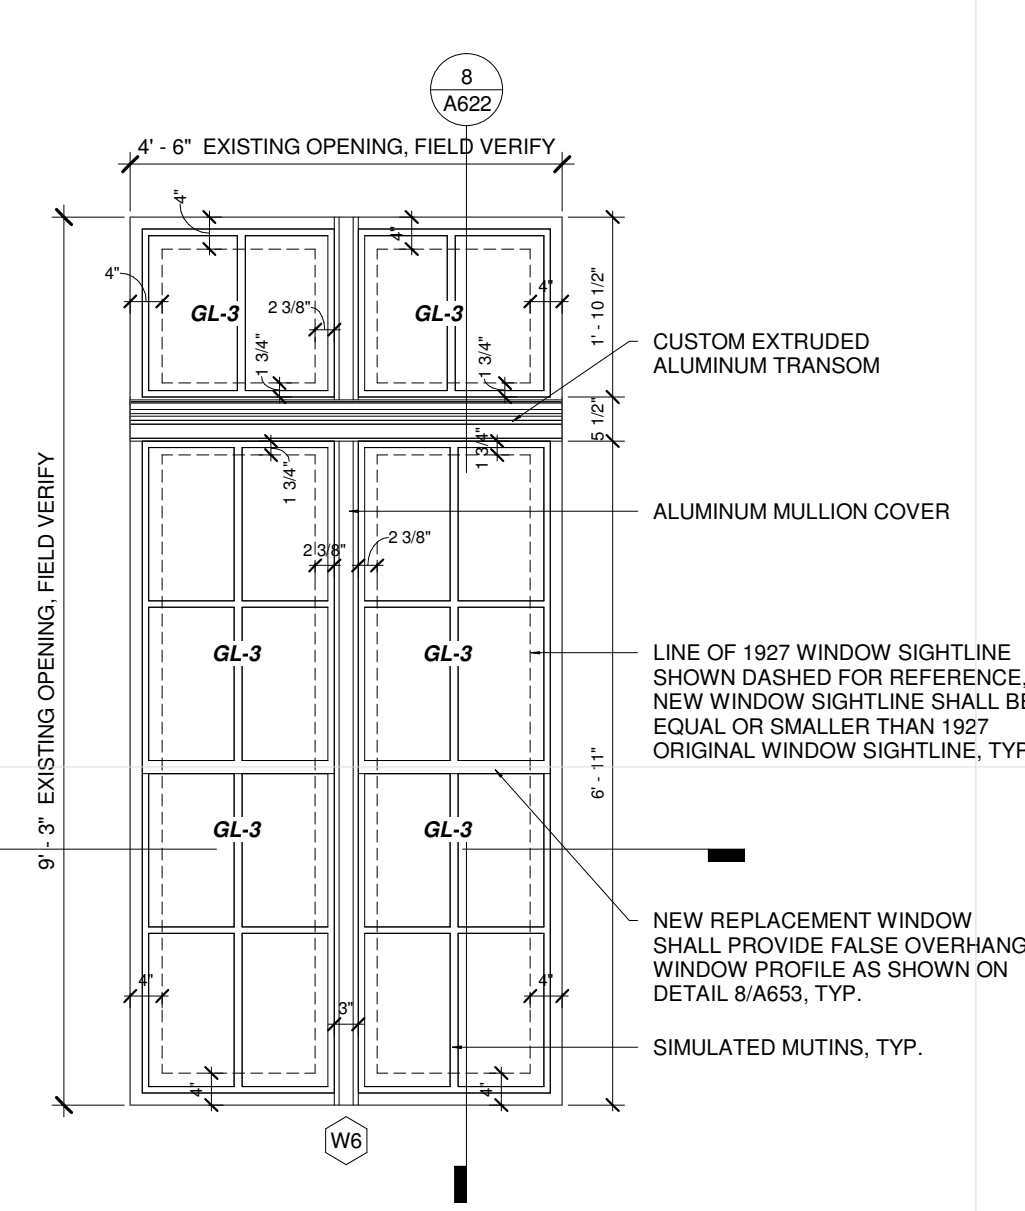 8
A622
4' - 6" EXISTING OPENING, FIELD VERIFY
4"
4"
4"
4"
GL-3
2 3/8"
GL-3
1' - 10 1/2"
1 3/4"
1 3/4"
CUSTOM EXTRUDED
ALUMINUM TRANSOM
5 1/2"
1 3/4"
1 3/4"
9' - 3" EXISTING OPENING, FIELD VERIFY
ALUMINUM MULLION COVER
2 3/8"
2 3/8"
GL-3
GL-3
LINE OF 1927 WINDOW SIGHTLINE
SHOWN DASHED FOR REFERENCE,
NEW WINDOW SIGHTLINE SHALL BE
EQUAL OR SMALLER THAN 1927
ORIGINAL WINDOW SIGHTLINE, TYP
6' - 11"
GL-3
GL-3
NEW REPLACEMENT WINDOW
SHALL PROVIDE FALSE OVERHANG
WINDOW PROFILE AS SHOWN ON
DETAIL 8/A653, TYP.
4"
4"
3"
SIMULATED MUTINS, TYP.
4"
4"
W6